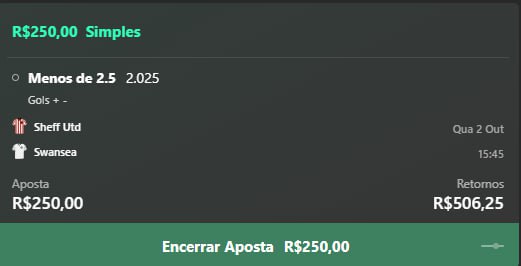 R$250,00 Simples
Menos de 2.5 2.025
Gols + -
Sheff Utd
Qua 2 Out
Swansea
15:45
Aposta
Retornos
R$250,00
R$506,25
Encerrar Aposta R$250,00